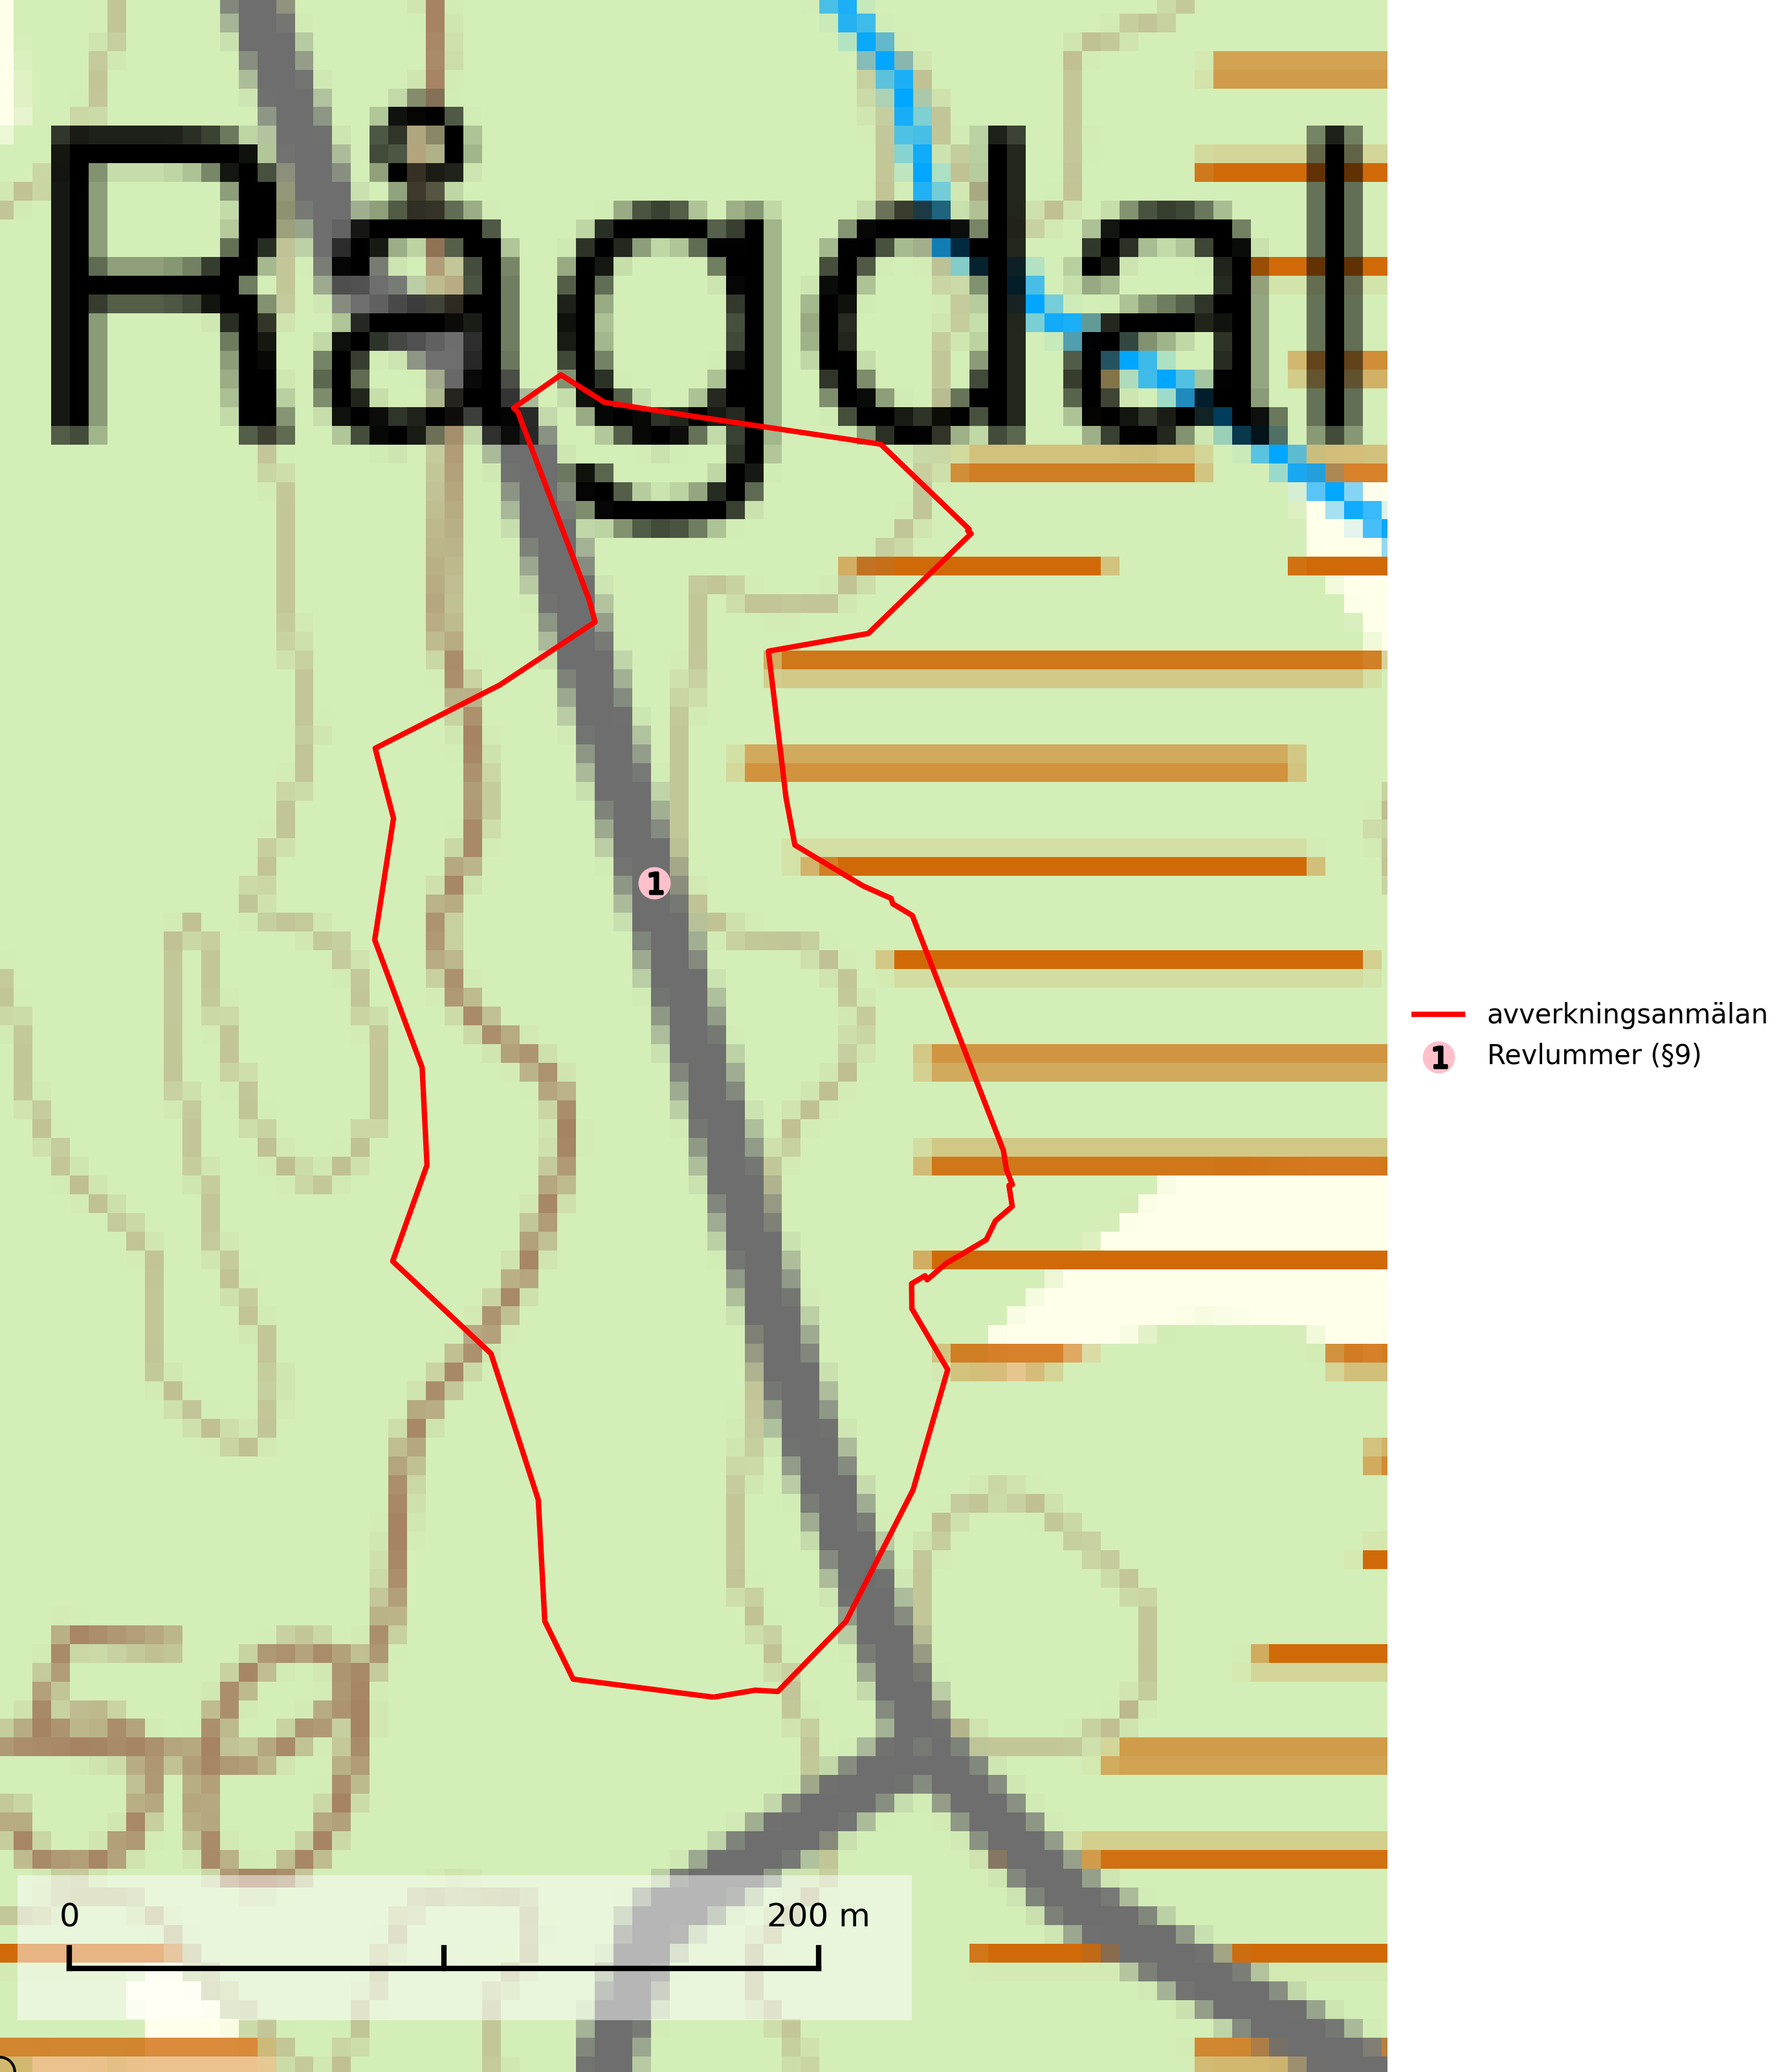 Rågdal
1
avverkningsanmälan
1 Revlummer (§9)
0 200 m